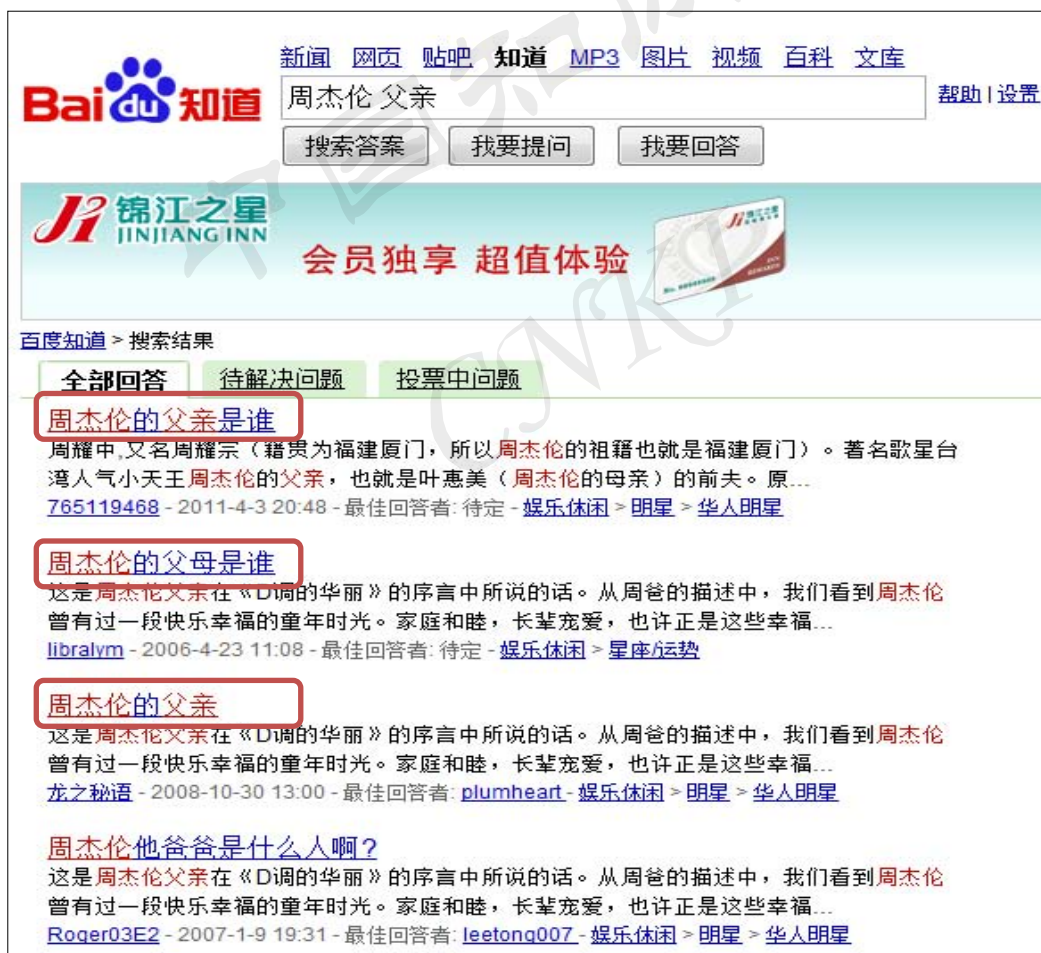 新闻 网页 贴吧 知道 MP3 图片 视频 百科 文库
Bai du 知道
周杰伦 父亲
帮助 | 设置
搜索答案 我要提问 我要回答
锦江之星
JINJIANG INN
会员独享 超值体验
百度知道 > 搜索结果
全部回答 待解决问题 投票中问题
周杰伦的父亲是谁
周耀中,又名周耀宗（籍贯为福建厦门，所以周杰伦的祖籍也就是福建厦门）。著名歌星台
湾人气小天王周杰伦的父亲，也就是叶惠美（周杰伦的母亲）的前夫。原...
765119468 - 2011-4-3 20:48 - 最佳回答者: 待定 - 娱乐休闲 > 明星 > 华人明星
周杰伦的父母是谁
这是周杰伦父亲在《D调的华丽》的序言中所说的话。从周爸的描述中，我们看到周杰伦
曾有过一段快乐幸福的童年时光。家庭和睦，长辈宠爱，也许正是这些幸福...
libralym - 2006-4-23 11:08 - 最佳回答者: 待定 - 娱乐休闲 > 星座/运势
周杰伦的父亲
这是周杰伦父亲在《D调的华丽》的序言中所说的话。从周爸的描述中，我们看到周杰伦
曾有过一段快乐幸福的童年时光。家庭和睦，长辈宠爱，也许正是这些幸福...
龙之秘语 - 2008-10-30 13:00 - 最佳回答者: plumheart - 娱乐休闲 > 明星 > 华人明星
周杰伦他爸爸是什么人啊?
这是周杰伦父亲在《D调的华丽》的序言中所说的话。从周爸的描述中，我们看到周杰伦
曾有过一段快乐幸福的童年时光。家庭和睦，长辈宠爱，也许正是这些幸福...
Roger03E2 - 2007-1-9 19:31 - 最佳回答者: leetong007 - 娱乐休闲 > 明星 > 华人明星
中国知
CNKI